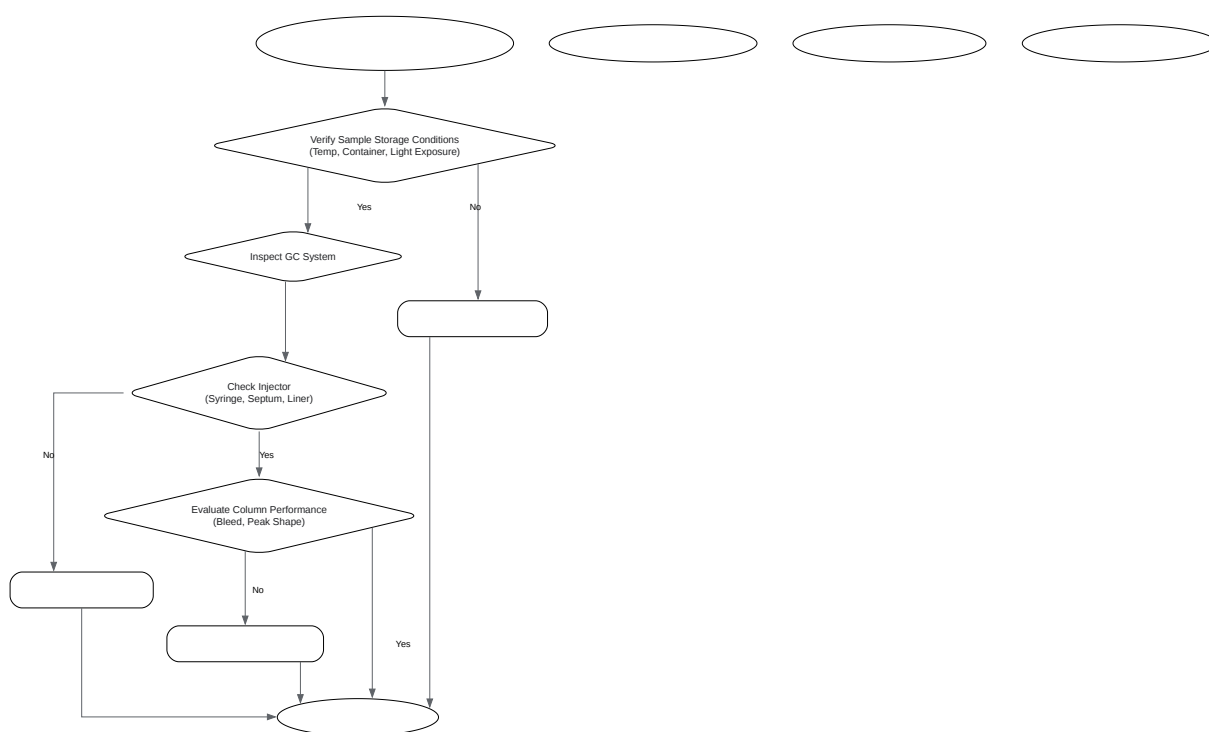 Verify Sample Storage Conditions
(Temp, Container, Light Exposure)
Yes
No
Inspect GC System
Check Injector
(Syringe, Septum, Liner)
No
Yes
Evaluate Column Performance
(Bleed, Peak Shape)
No
Yes